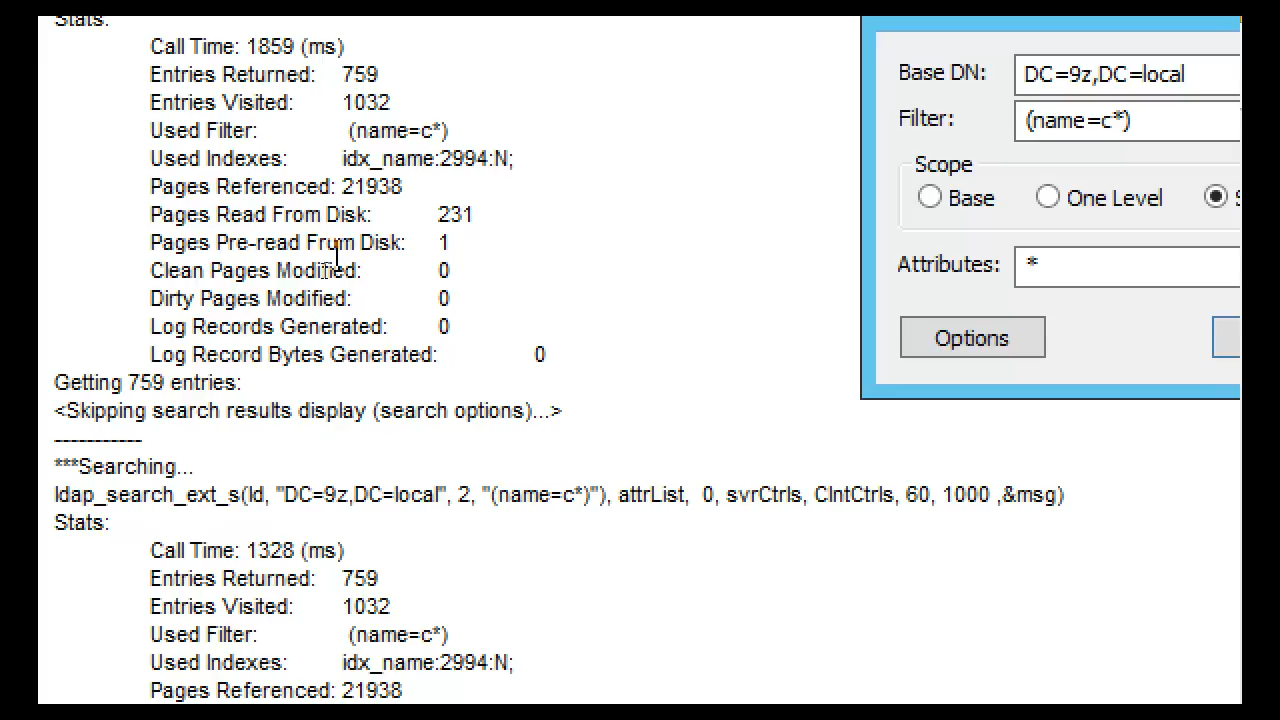 Stats:
Call Time: 1859 (ms)
Entries Returned: 759
Entries Visited: 1032
Used Filter: (name=c*)
Used Indexes: idx_name:2994:N;
Pages Referenced: 21938
Pages Read From Disk: 231
Pages Pre-read From Disk: 1
Clean Pages Modified: 0
Dirty Pages Modified: 0
Log Records Generated: 0
Log Record Bytes Generated: 0
Getting 759 entries:
<Skipping search results display (search options)...>
-----------
***Searching...
ldap_search_ext_s(ld, "DC=9z,DC=local", 2, "(name=c*)"), attrList,  0, svrCtrls, ClntCtrls, 60, 1000 ,&msg)
Stats:
Call Time: 1328 (ms)
Entries Returned: 759
Entries Visited: 1032
Used Filter: (name=c*)
Used Indexes: idx_name:2994:N;
Pages Referenced: 21938
Base DN: DC=9z,DC=local
Filter: (name=c*)
Scope
Base One Level
Attributes: *
Options